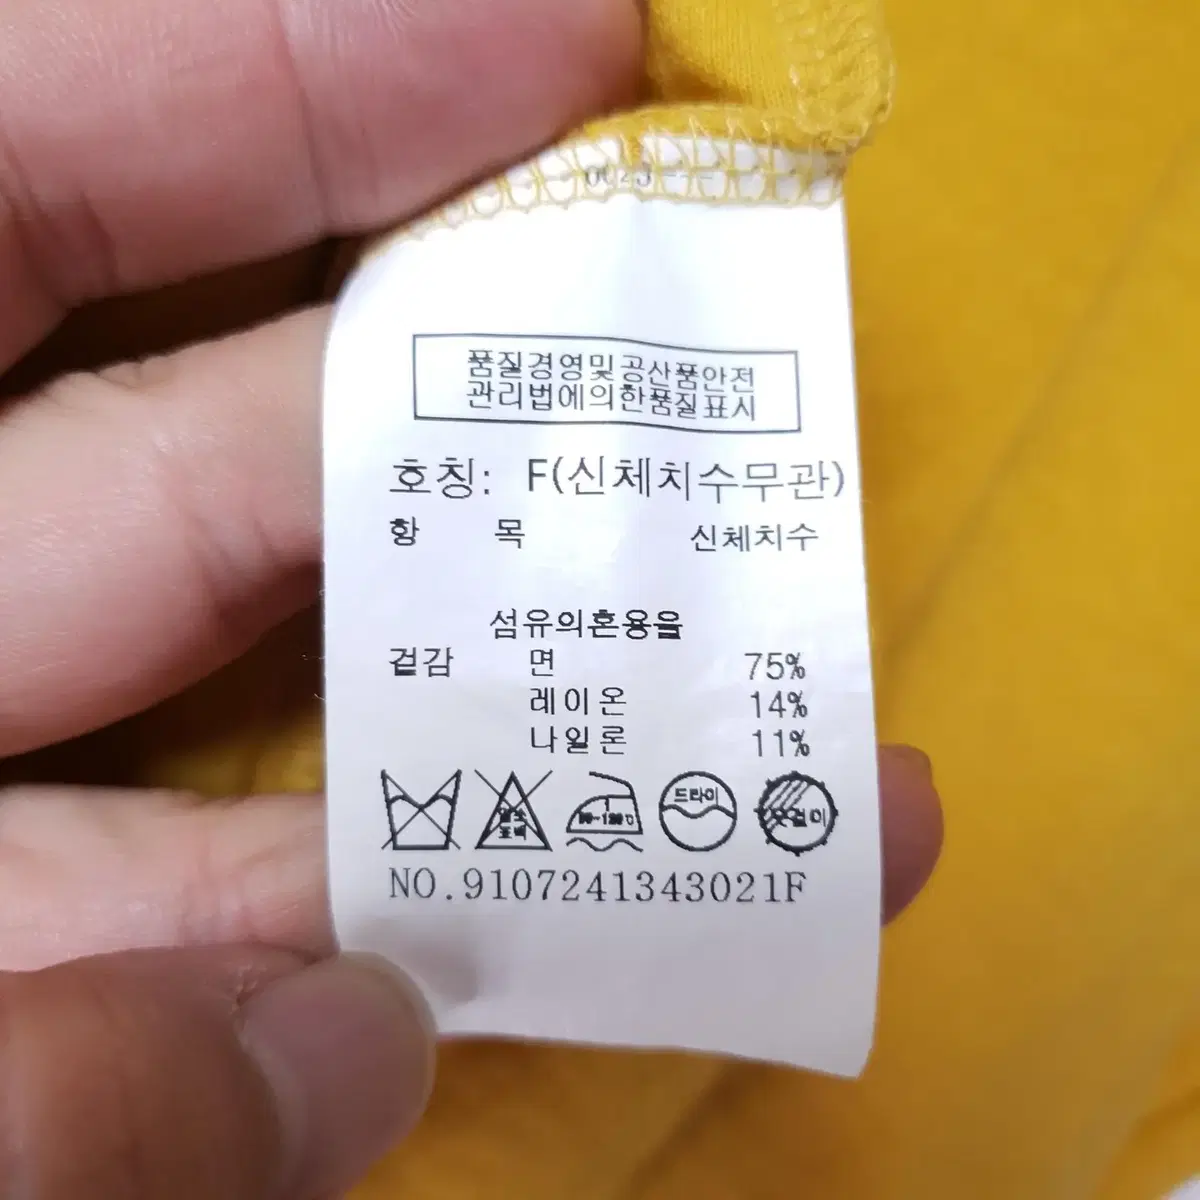 품질경영및공산품안전
관리법에의한품질표시
호칭: F(신체치수무관)
항 목 신체치수
섬유의혼용율
겉감 면 75%
레이온 14%
나일론 11%
드라이
옷걸이
NO.9107241343021F